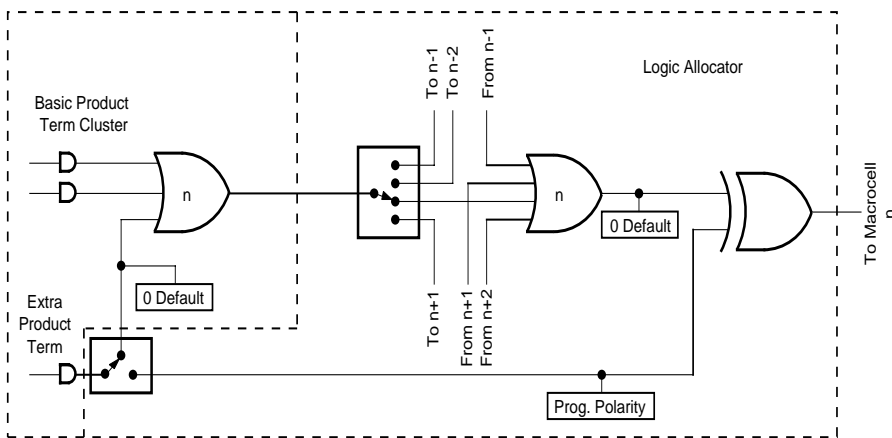 Basic Product
Term Cluster
n
0 Default
Extra
Product
Term
To n-1
To n-2
From n-1
Logic Allocator
n
0 Default
To n+1
From n+1
From n+2
Prog. Polarity
To Macrocell
n